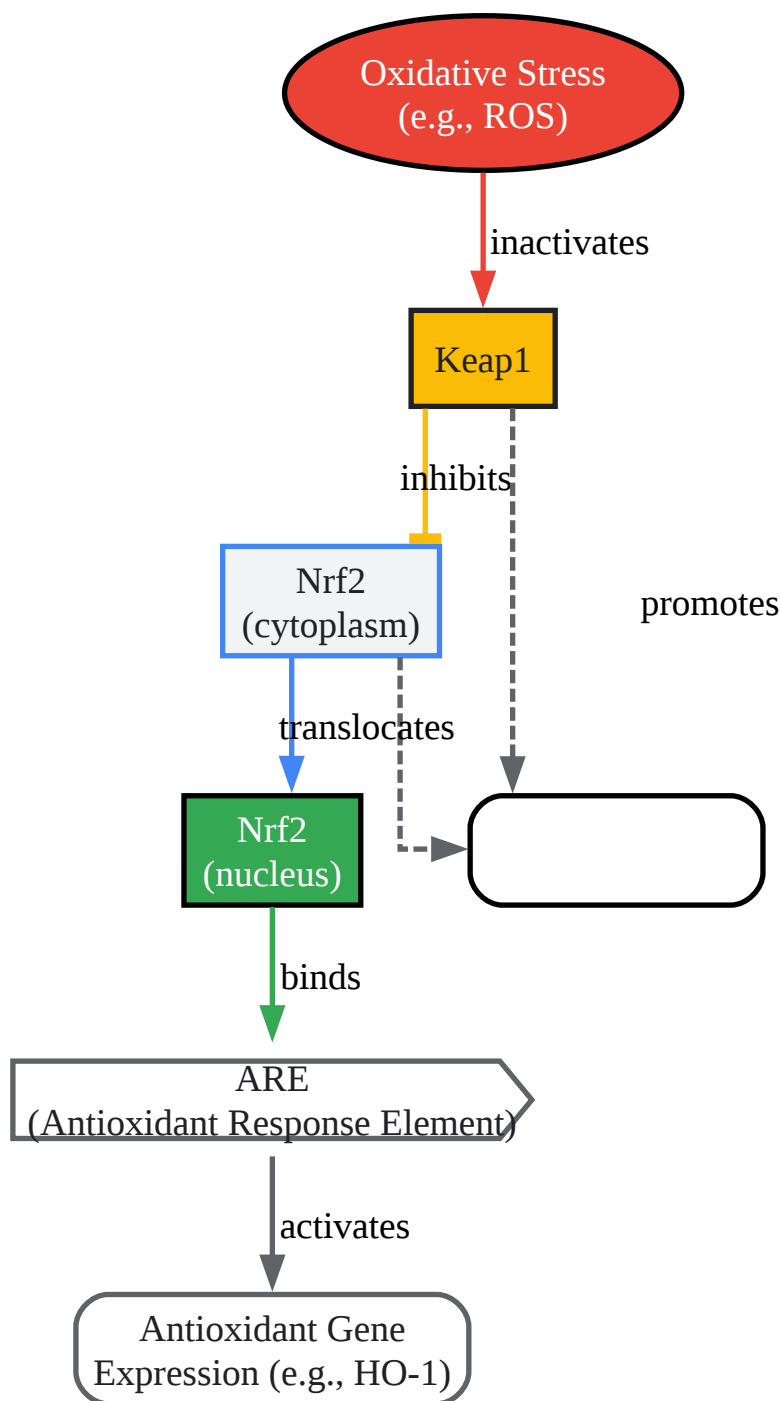 Oxidative Stress
(e.g., ROS)
inactivates
Keap1
inhibits
Nrf2
(cytoplasm)
promotes
translocates
Nrf2
(nucleus)
binds
ARE
(Antioxidant Response Element)
activates
Antioxidant Gene
Expression (e.g., HO-1)